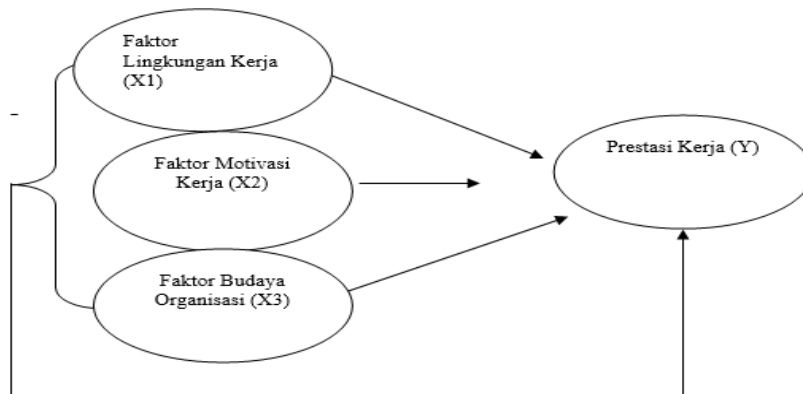 Faktor
Lingkungan Kerja
(X1)
Faktor Motivasi
Kerja (X2)
Faktor Budaya
Organisasi (X3)
Prestasi Kerja (Y)